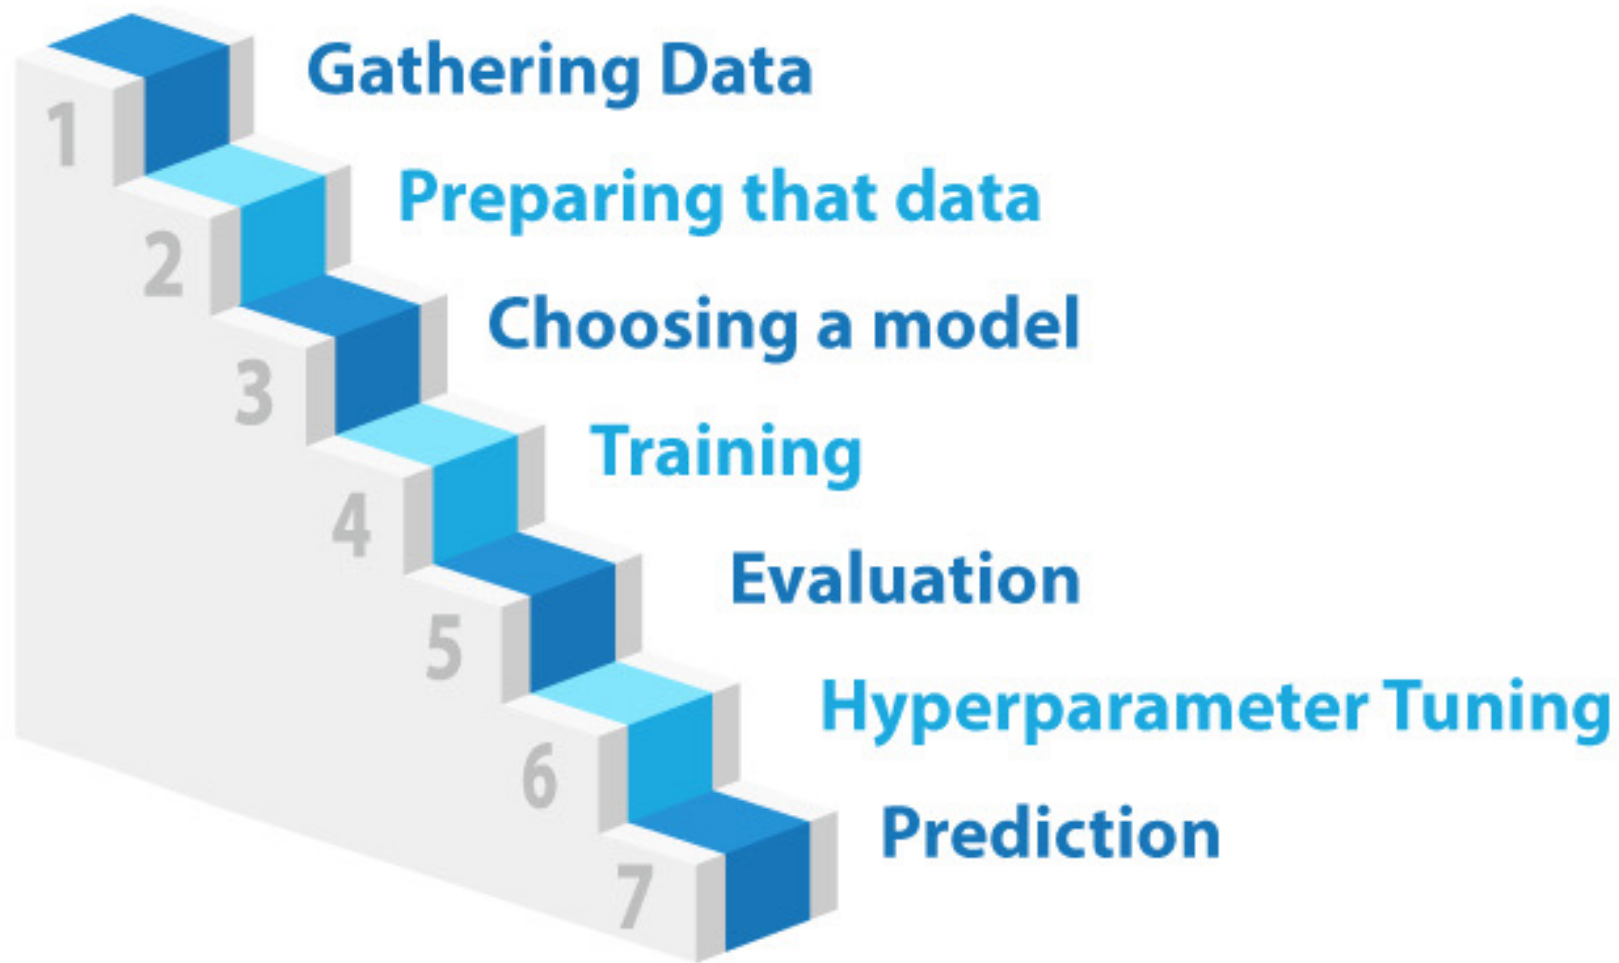 1 Gathering Data
2 Preparing that data
3 Choosing a model
4 Training
5 Evaluation
6 Hyperparameter Tuning
7 Prediction